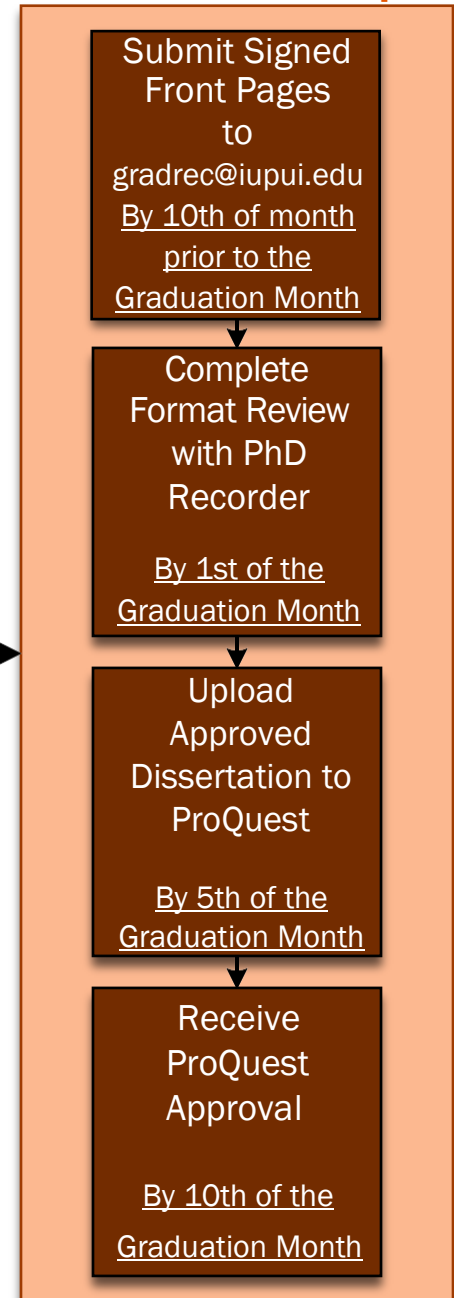 Submit Signed
Front Pages
to
gradrec@iupui.edu
By 10th of month
prior to the
Graduation Month
Complete
Format Review
with PhD
Recorder
By 1st of the
Graduation Month
Upload
Approved
Dissertation to
ProQuest
By 5th of the
Graduation Month
Receive
ProQuest
Approval
By 10th of the
Graduation Month